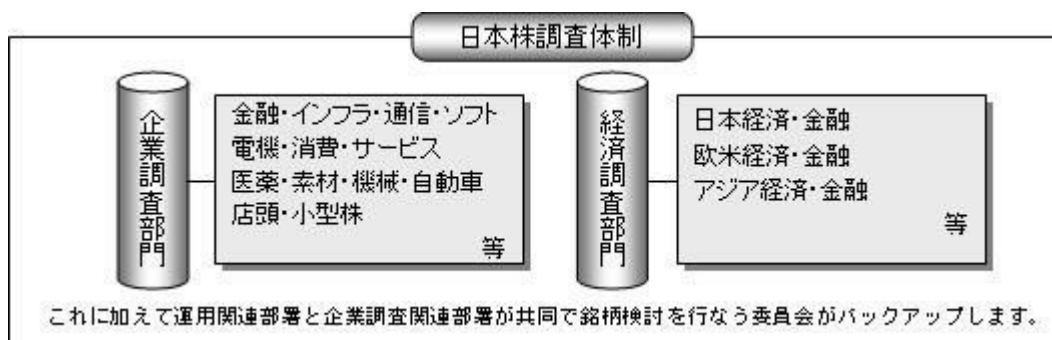 日本株調査体制
企業調査部門
金融・インフラ・通信・ソフト
電機・消費・サービス
医薬・素材・機械・自動車
店頭・小型株
等
経済調査部門
日本経済・金融
欧米経済・金融
アジア経済・金融
等
これに加えて運用関連部署と企業調査関連部署が共同で銘柄検討を行なう委員会がバックアップします。